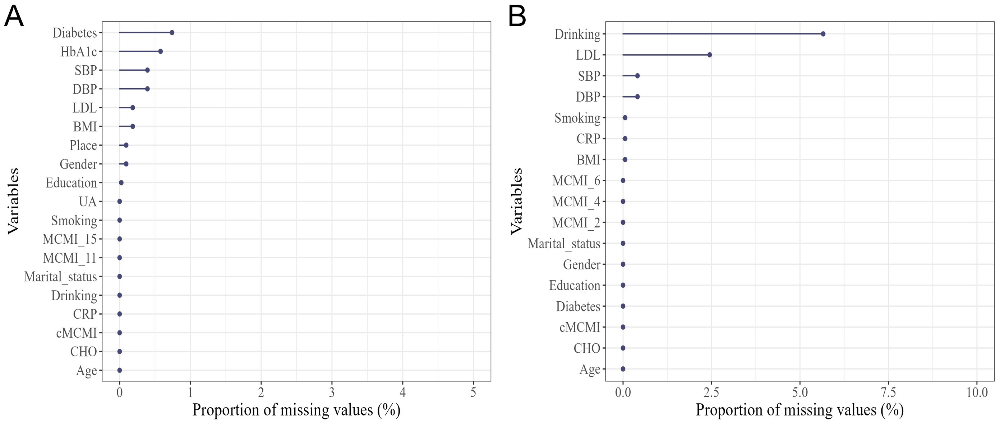 A
Diabetes
HbA1c
SBP
DBP
LDL
BMI
Place
Gender
Education
UA
Smoking
MCMI_15
MCMI_11
Marital_status
Drinking
CRP
cMCMI
CHO
Age
Variables
0 1 2 3 4 5
Proportion of missing values (%)
B
Drinking
LDL
SBP
DBP
Smoking
CRP
BMI
MCMI_6
MCMI_4
MCMI_2
Marital_status
Gender
Education
Diabetes
cMCMI
CHO
Age
Variables
0.0 2.5 5.0 7.5 10.0
Proportion of missing values (%)